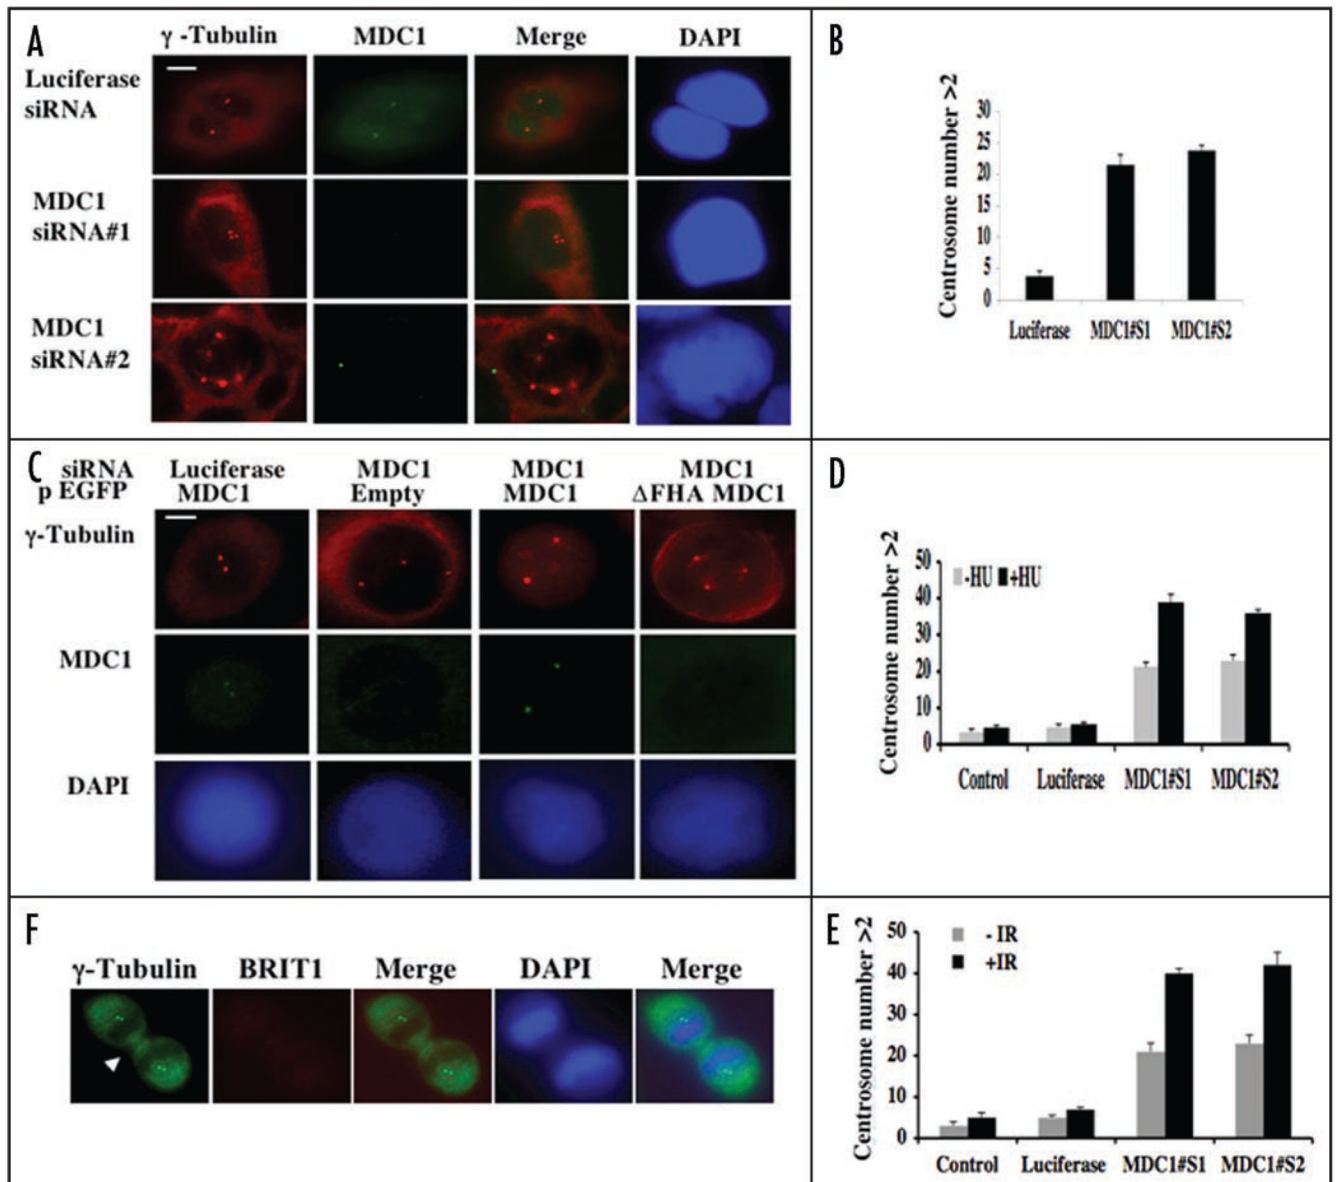 A
γ -Tubulin MDC1 Merge DAPI
Luciferase
siRNA
MDC1
siRNA#1
MDC1
siRNA#2
B
Centrosome number >2
30
25
20
15
10
5
0
Luciferase MDC1#S1 MDC1#S2
C
siRNA Luciferase MDC1 MDC1 MDC1
p EGFP MDC1 Empty MDC1 ΔFHA MDC1
γ-Tubulin
MDC1
DAPI
D
Centrosome number >2
50
40
30
20
10
0
-HU +HU
Control Luciferase MDC1#S1 MDC1#S2
F
γ-Tubulin BRIT1 Merge DAPI Merge
E
Centrosome number >2
50
40
30
20
10
0
- IR
+IR
Control Luciferase MDC1#S1 MDC1#S2